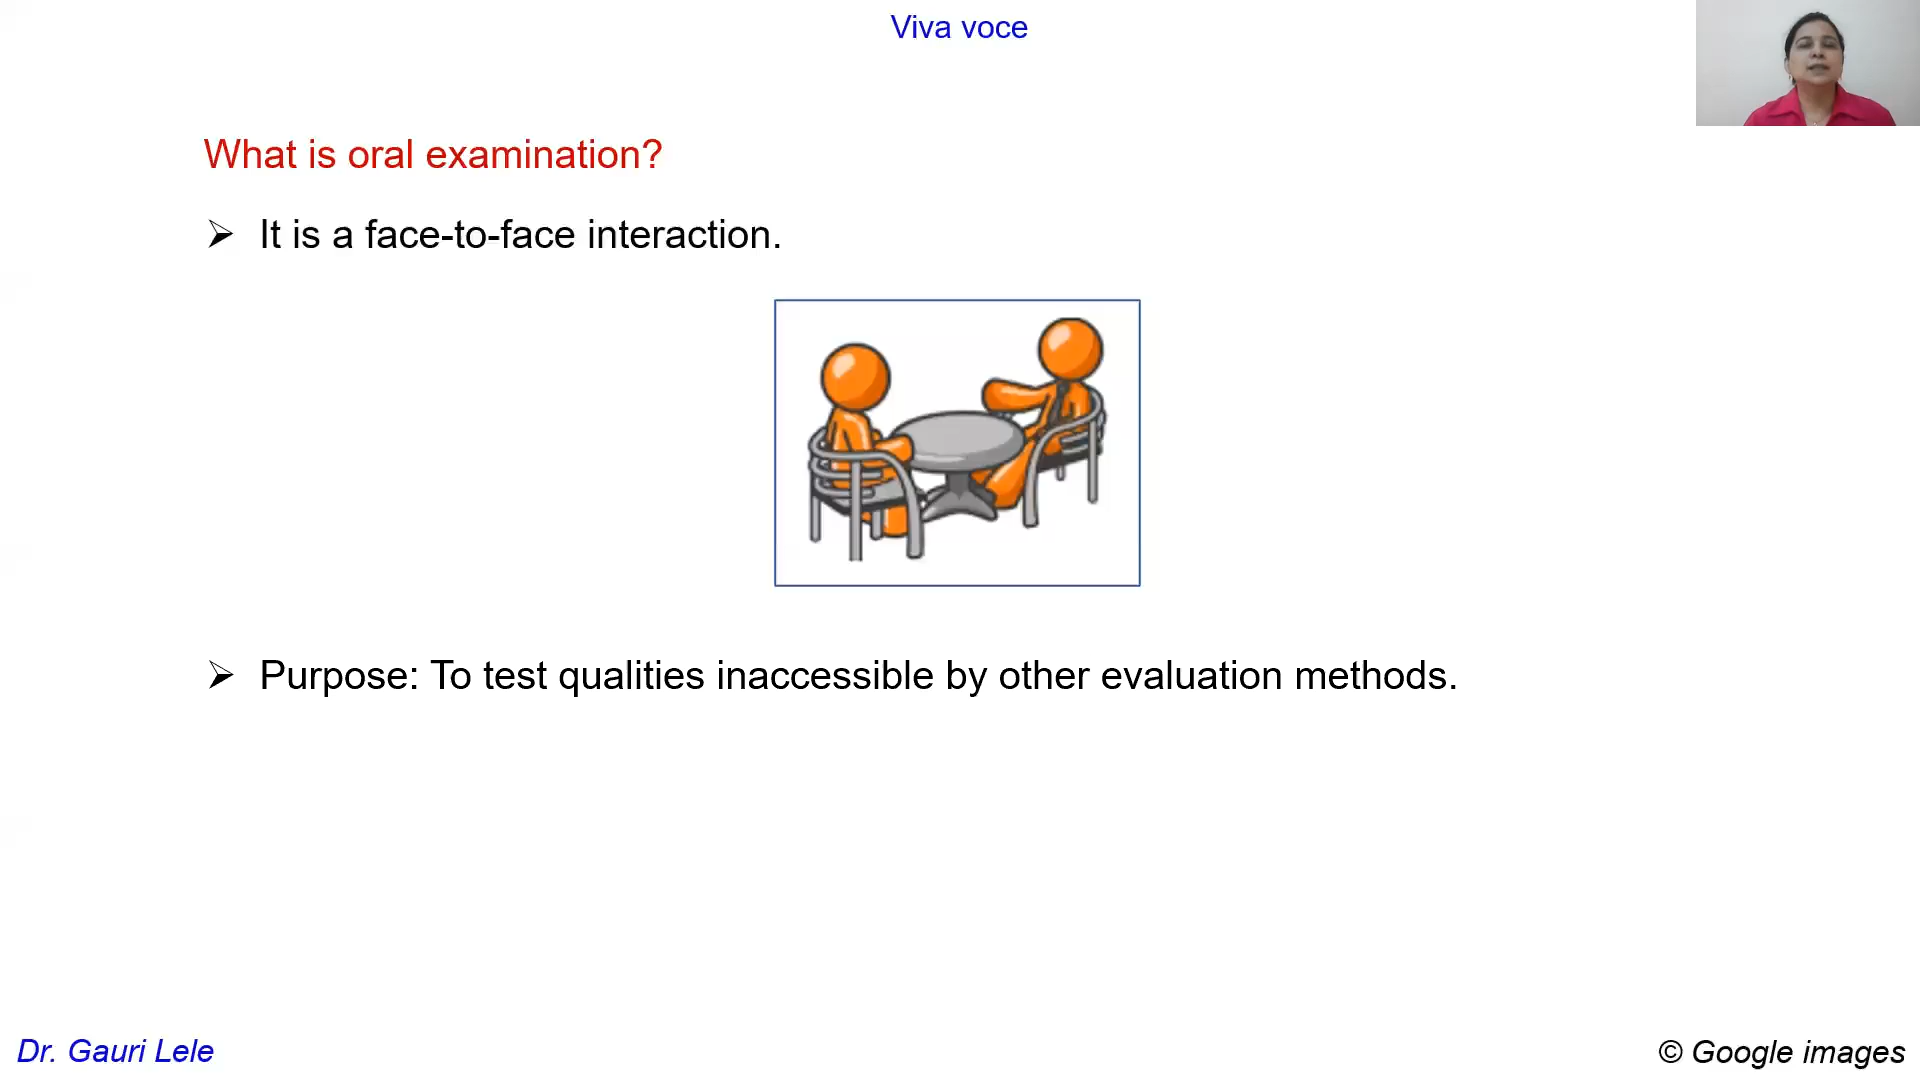 Viva voce
What is oral examination?
➢ It is a face-to-face interaction.
➢ Purpose: To test qualities inaccessible by other evaluation methods.
Dr. Gauri Lele
© Google images